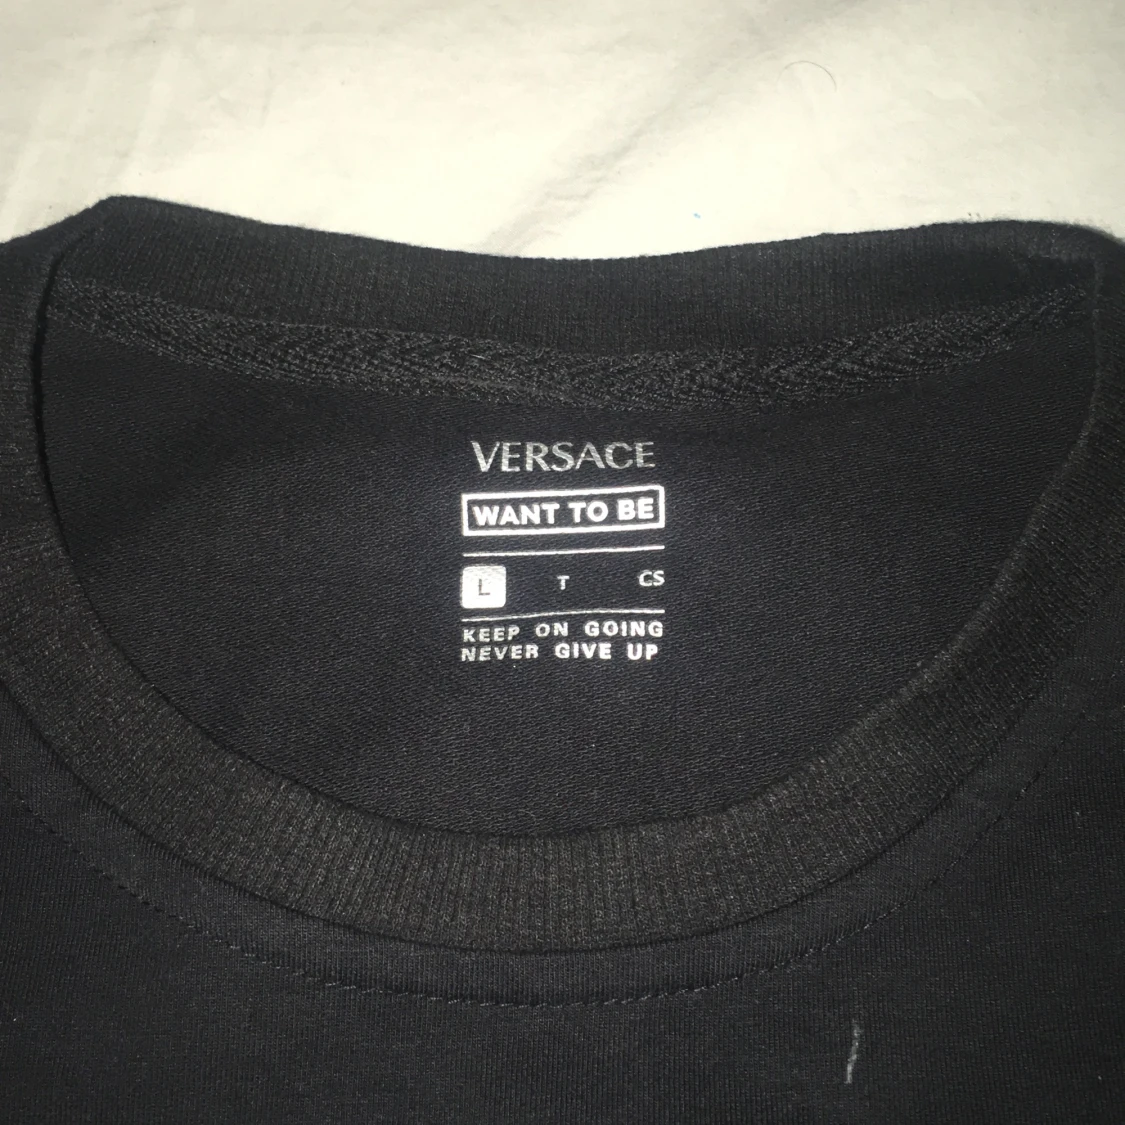 VERSACE
WANT TO BE
L T CS
KEEP ON GOING
NEVER GIVE UP